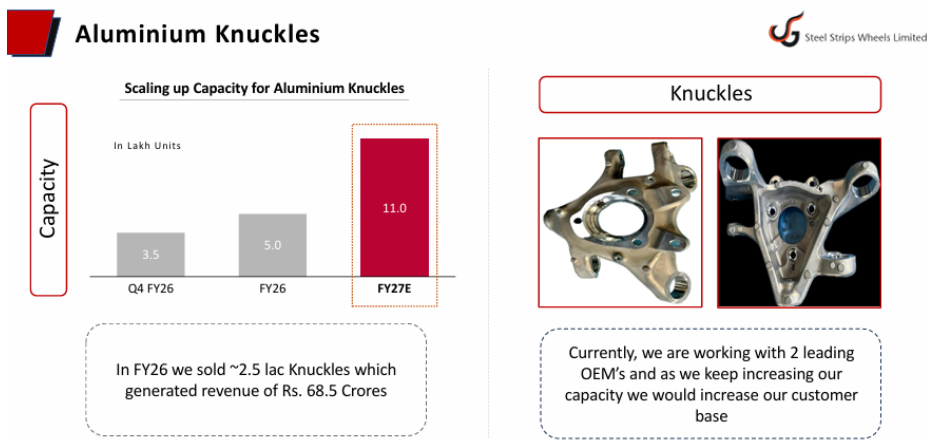 Aluminium Knuckles
Steel Strips Wheels Limited
Scaling up Capacity for Aluminium Knuckles
Capacity
In Lakh Units
3.5
5.0
11.0
Q4 FY26
FY26
FY27E
In FY26 we sold ~2.5 lac Knuckles which
generated revenue of Rs. 68.5 Crores
Knuckles
Currently, we are working with 2 leading
OEM's and as we keep increasing our
capacity we would increase our customer
base